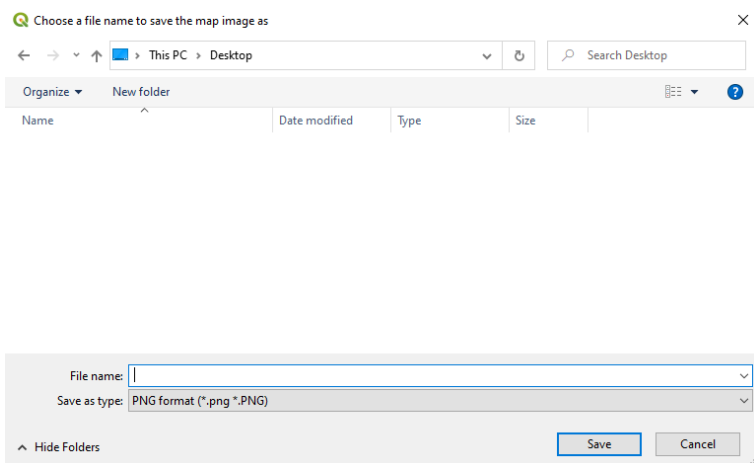 Choose a file name to save the map image as
This PC > Desktop
Search Desktop
Organize New folder
Name Date modified Type Size
File name:
Save as type: PNG format (*.png *.PNG)
Hide Folders Save Cancel